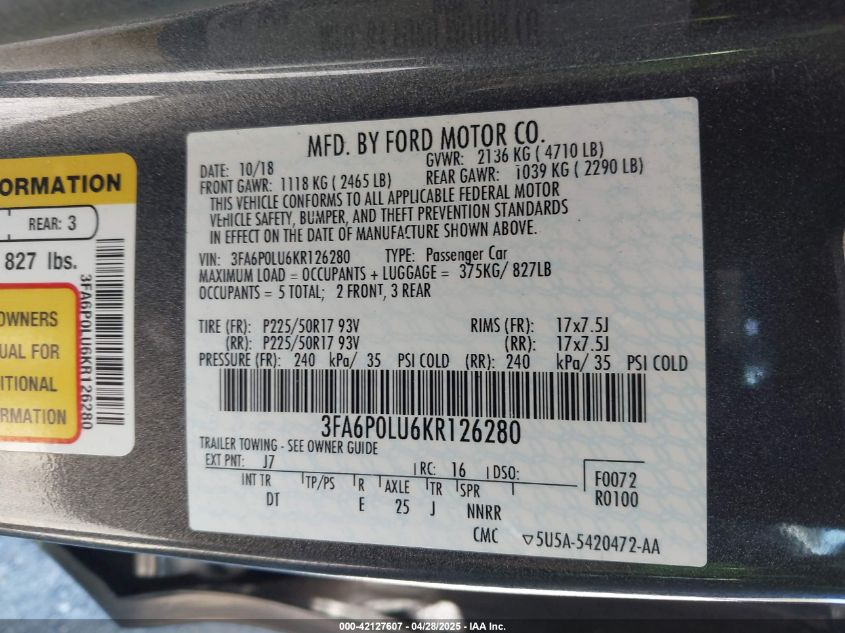 MFD. BY FORD MOTOR CO.
DATE: 10/18 GVWR: 2136 KG ( 4710 LB)
FRONT GAWR: 1118 KG ( 2465 LB) REAR GAWR: 1039 KG ( 2290 LB)
THIS VEHICLE CONFORMS TO ALL APPLICABLE FEDERAL MOTOR
VEHICLE SAFETY, BUMPER, AND THEFT PREVENTION STANDARDS
IN EFFECT ON THE DATE OF MANUFACTURE SHOWN ABOVE.
VIN: 3FA6P0LU6KR126280 TYPE: Passenger Car
MAXIMUM LOAD = OCCUPANTS + LUGGAGE = 375KG/ 827LB
OCCUPANTS = 5 TOTAL; 2 FRONT, 3 REAR
TIRE (FR): P225/50R17 93V RIMS (FR): 17x7.5J
(RR): P225/50R17 93V (RR): 17x7.5J
PRESSURE (FR): 240 kPa/ 35 PSI COLD (RR): 240 kPa/ 35 PSI COLD
3FA6P0LU6KR126280
TRAILER TOWING - SEE OWNER GUIDE
EXT PNT: J7 RC: 16 DSO: F0072
INT TR TP/PS R AXLE TR SPR R0100
DT E 25 J NNRR
CMC 5U5A-5420472-AA
ORMATION
REAR: 3
827 lbs.
OWNERS
UAL FOR
ITIONAL
ORMATION
3FA6P0LU6KR126280
000-42127607 - 04/28/2025 - IAA Inc.